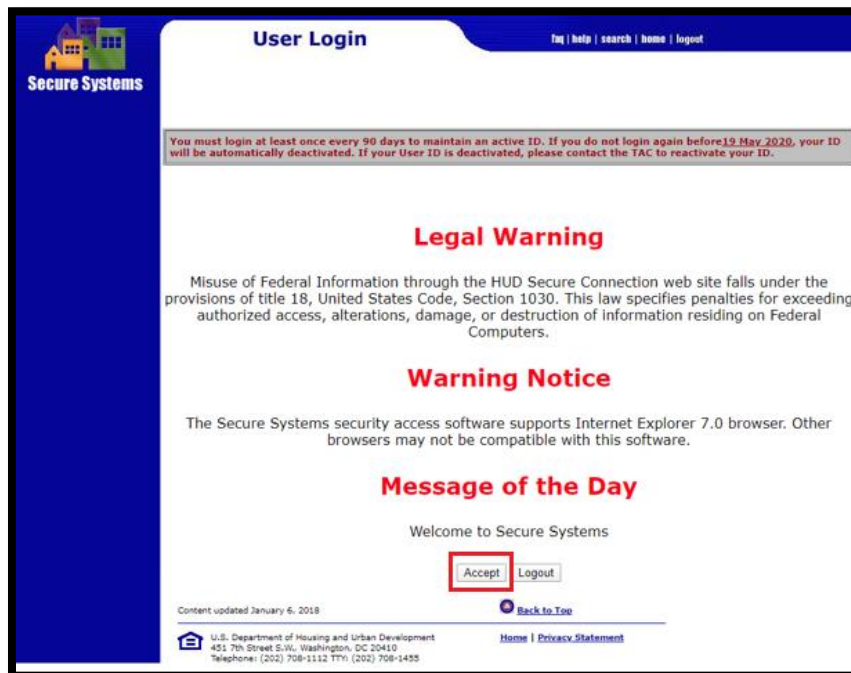 User Login
faq | help | search | home | logout
Secure Systems
You must login at least once every 90 days to maintain an active ID. If you do not login again before19 May 2020, your ID
will be automatically deactivated. If your User ID is deactivated, please contact the TAC to reactivate your ID.
Legal Warning
Misuse of Federal Information through the HUD Secure Connection web site falls under the
provisions of title 18, United States Code, Section 1030. This law specifies penalties for exceeding
authorized access, alterations, damage, or destruction of information residing on Federal
Computers.
Warning Notice
The Secure Systems security access software supports Internet Explorer 7.0 browser. Other
browsers may not be compatible with this software.
Message of the Day
Welcome to Secure Systems
Accept Logout
Content updated January 6, 2018 Back to Top
U.S. Department of Housing and Urban Development Home | Privacy Statement
451 7th Street S.W., Washington, DC 20410
Telephone: (202) 708-1112 TTY: (202) 708-1455